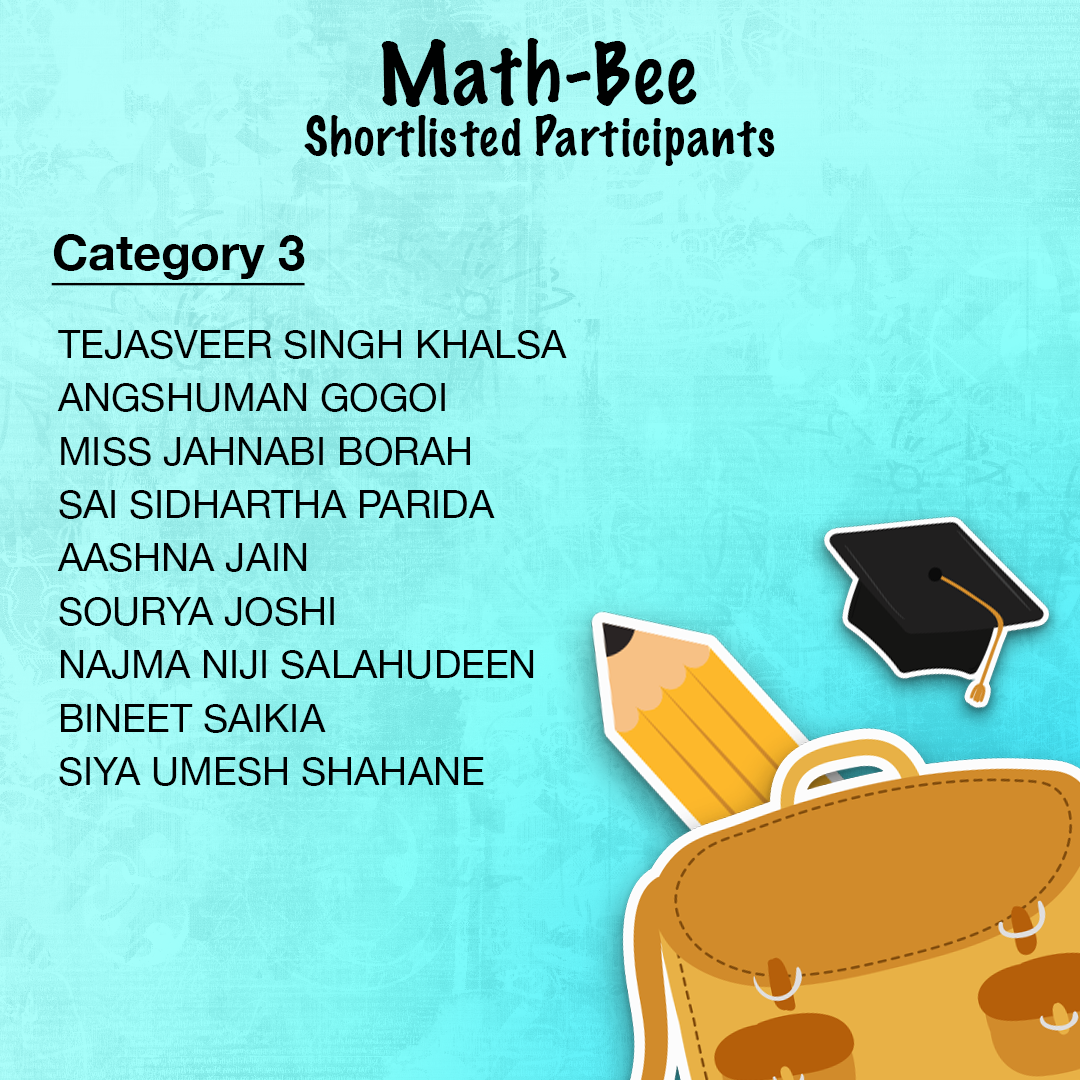 Math-Bee
Shortlisted Participants
Category 3
TEJASVEER SINGH KHALSA
ANGSHUMAN GOGOI
MISS JAHNABI BORAH
SAI SIDHARTHA PARIDA
AASHNA JAIN
SOURYA JOSHI
NAJMA NIJI SALAHUDEEN
BINEET SAIKIA
SIYA UMESH SHAHANE